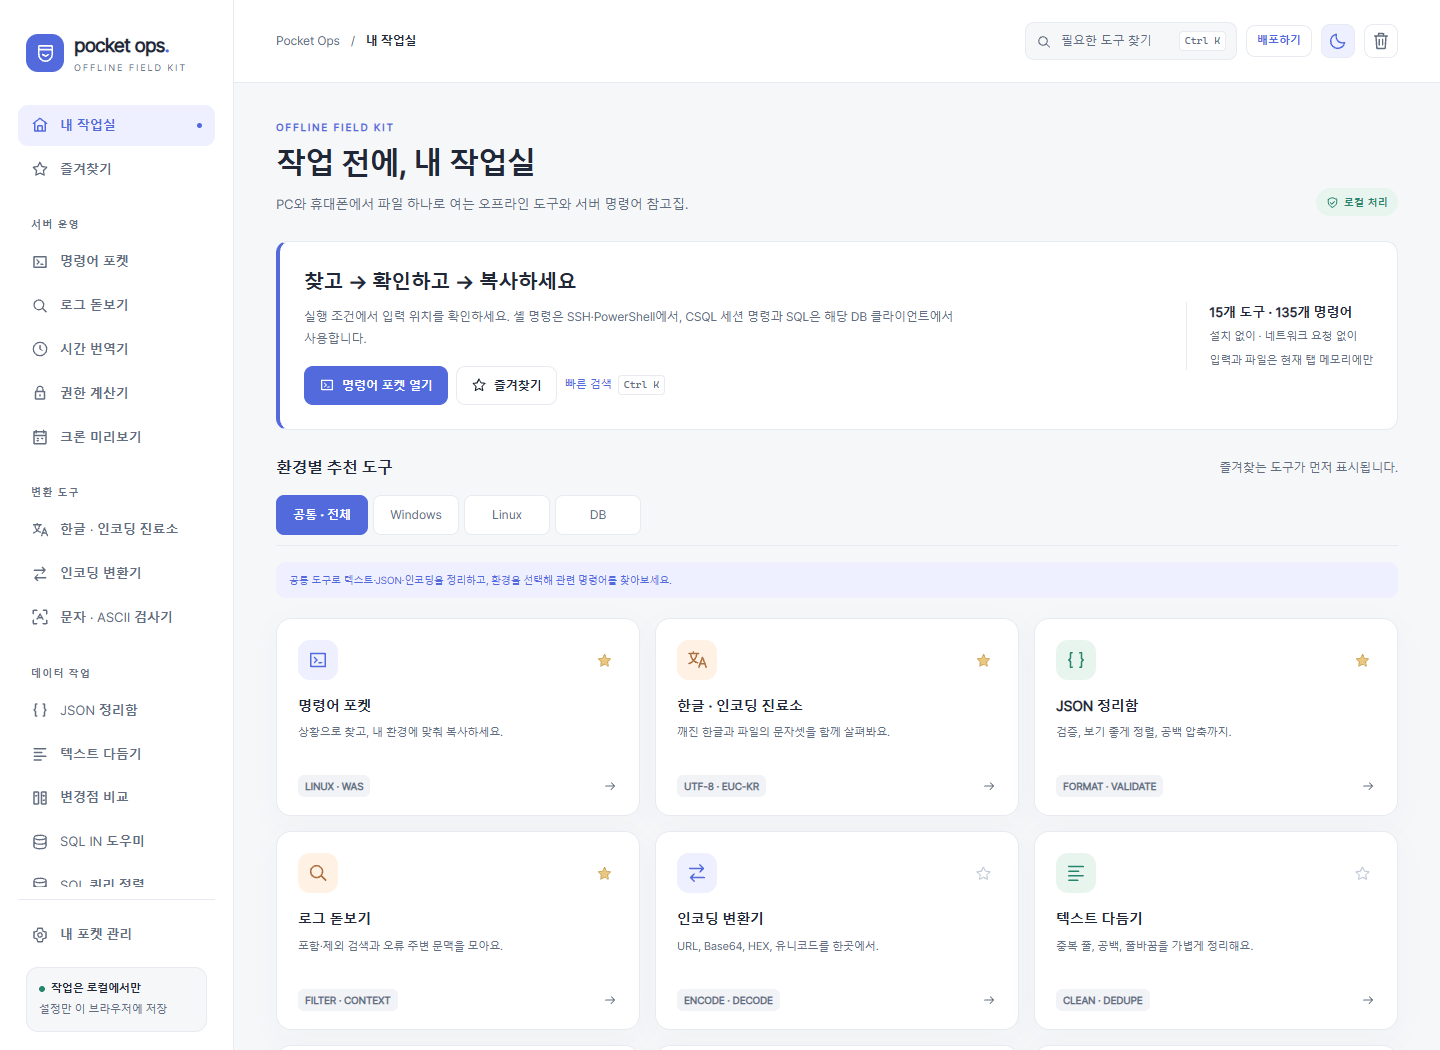 pocket ops.
OFFLINE FIELD KIT
내 작업실
즐겨찾기
서버 운영
명령어 포켓
로그 돋보기
시간 번역기
권한 계산기
크론 미리보기
변환 도구
한글 · 인코딩 진료소
인코딩 변환기
문자 · ASCII 검사기
데이터 작업
JSON 정리함
텍스트 다듬기
변경점 비교
SQL IN 도우미
SQL 쿼리 정렬
내 포켓 관리
작업은 로컬에서만
설정만 이 브라우저에 저장
Pocket Ops / 내 작업실
필요한 도구 찾기 Ctrl K
배포하기
OFFLINE FIELD KIT
작업 전에, 내 작업실
PC와 휴대폰에서 파일 하나로 여는 오프라인 도구와 서버 명령어 참고집.
로컬 처리
찾고 → 확인하고 → 복사하세요
실행 조건에서 입력 위치를 확인하세요. 셸 명령은 SSH·PowerShell에서, CSQL 세션 명령과 SQL은 해당 DB 클라이언트에서
사용합니다.
명령어 포켓 열기
즐겨찾기
빠른 검색 Ctrl K
15개 도구 · 135개 명령어
설치 없이 · 네트워크 요청 없이
입력과 파일은 현재 탭 메모리에만
환경별 추천 도구
즐겨찾는 도구가 먼저 표시됩니다.
공통 · 전체
Windows
Linux
DB
공통 도구로 텍스트·JSON·인코딩을 정리하고, 환경을 선택해 관련 명령어를 찾아보세요.
명령어 포켓
상황으로 찾고, 내 환경에 맞춰 복사하세요.
LINUX · WAS
한글 · 인코딩 진료소
깨진 한글과 파일의 문자셋을 함께 살펴봐요.
UTF-8 · EUC-KR
JSON 정리함
검증, 보기 좋게 정렬, 공백 압축까지.
FORMAT · VALIDATE
로그 돋보기
포함·제외 검색과 오류 주변 문맥을 모아요.
FILTER · CONTEXT
인코딩 변환기
URL, Base64, HEX, 유니코드를 한곳에서.
ENCODE · DECODE
텍스트 다듬기
중복 줄, 공백, 줄바꿈을 가볍게 정리해요.
CLEAN · DEDUPE